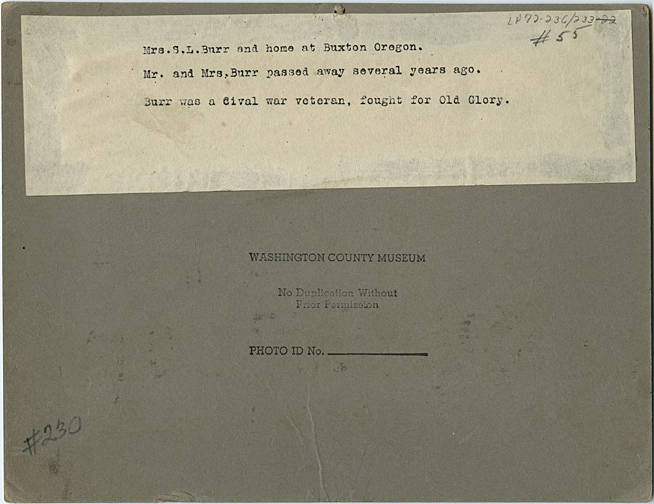 LP72-236/233-22
#55
Mrs.S.L.Burr and home at Buxton Oregon.
Mr. and Mrs.Burr passed away several years ago.
Burr was a Cival war veteran, fought for Old Glory.
WASHINGTON COUNTY MUSEUM
No Duplication Without
Prior Permission
PHOTO ID No.
#230